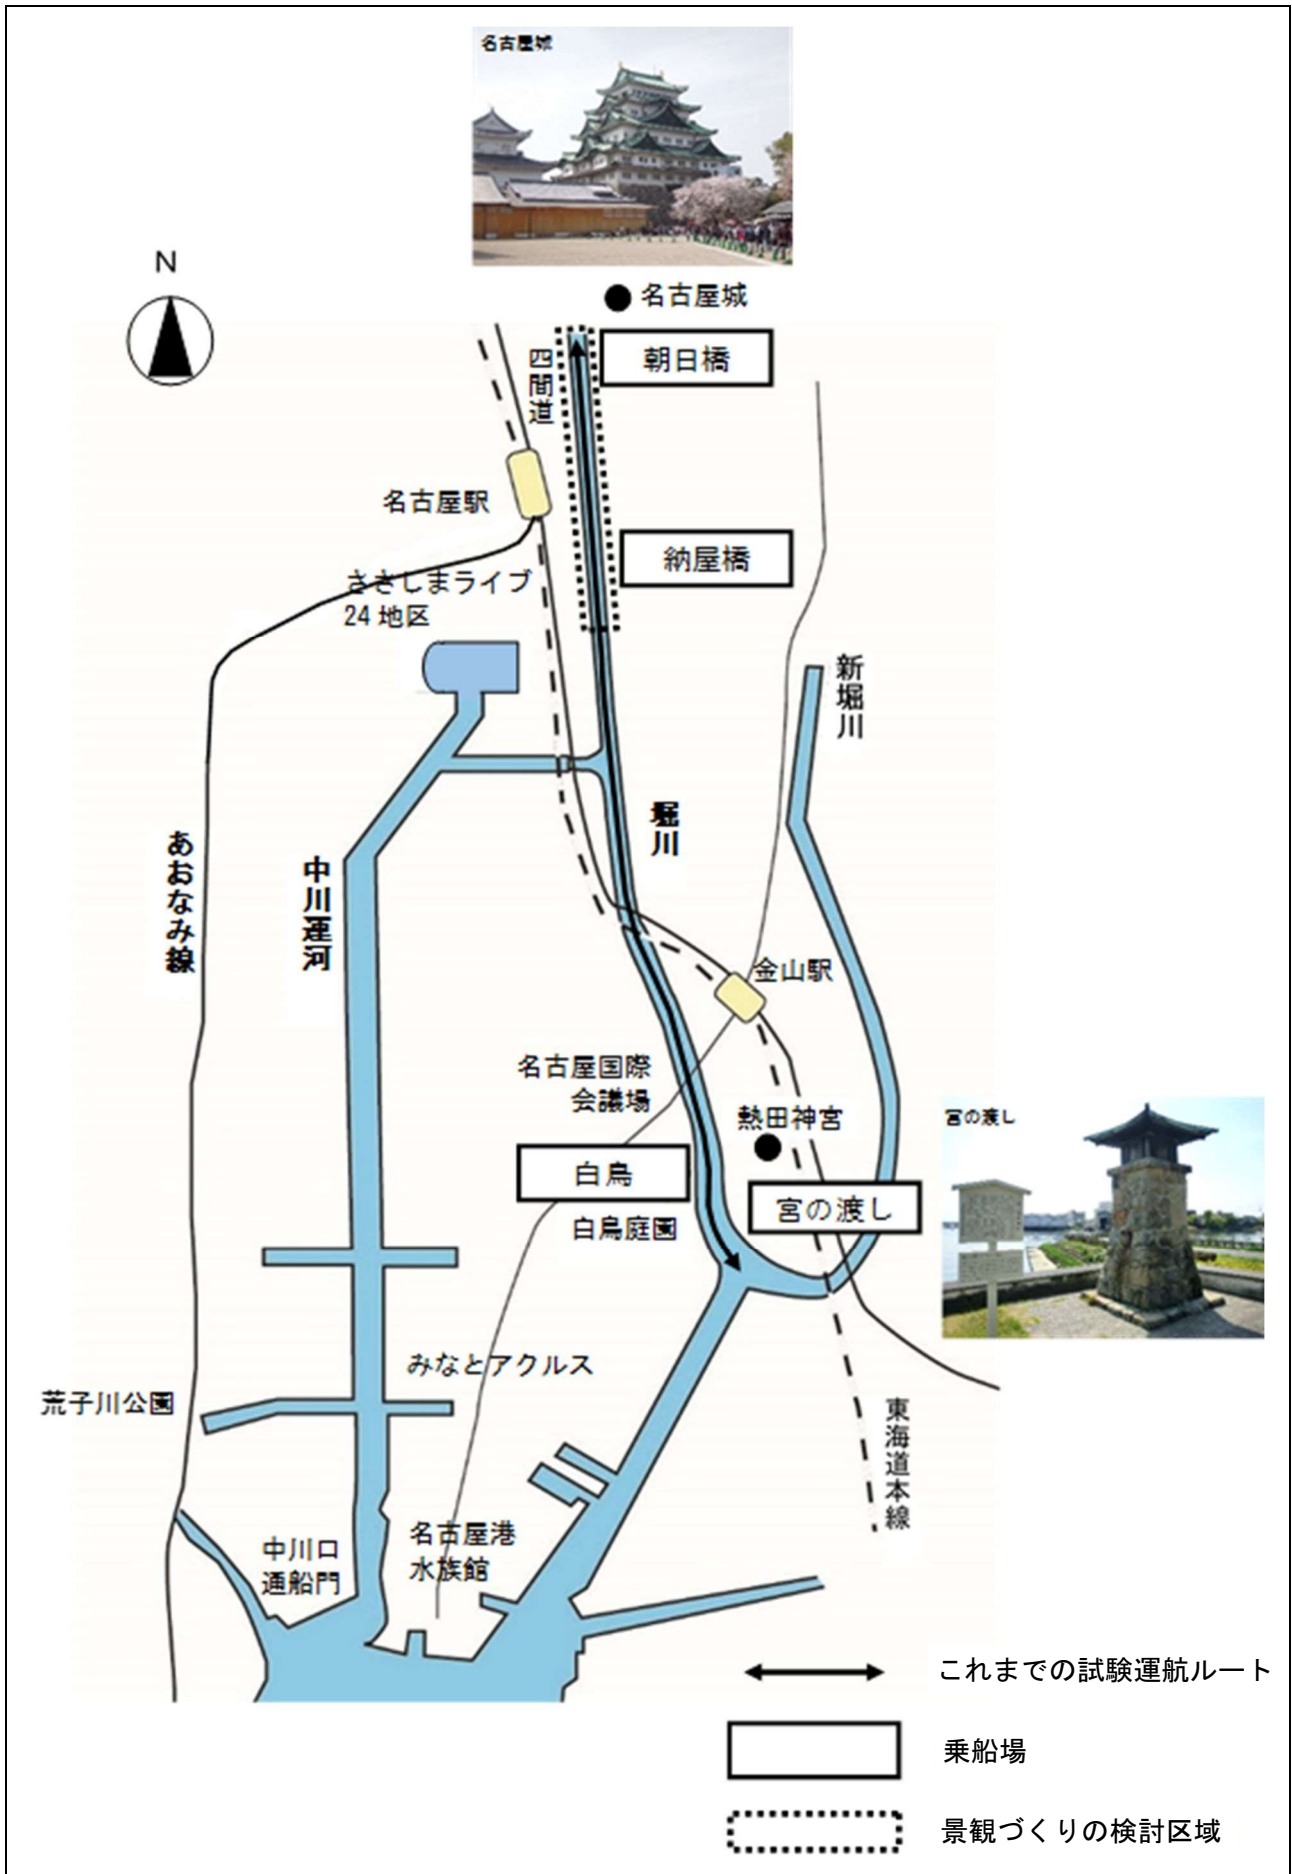 名古屋城
N
名古屋城
朝日橋
四間道
名古屋駅
納屋橋
ささしまライブ
24 地区
新堀川
堀川
あおなみ線
中川運河
金山駅
名古屋国際
会議場
熱田神宮
宮の渡し
白鳥
宮の渡し
白鳥庭園
みなとアクルス
荒子川公園
東海道本線
名古屋港
水族館
中川口
通船門
これまでの試験運航ルート
乗船場
景観づくりの検討区域